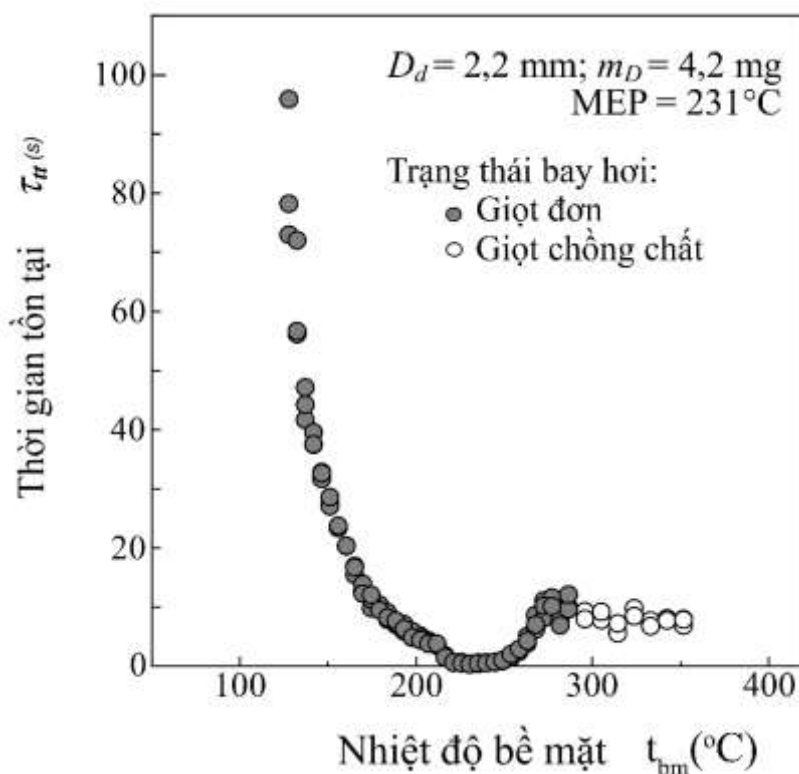 D_d = 2,2 mm; m_D = 4,2 mg
MEP = 231°C
Trạng thái bay hơi:
Giọt đơn
Giọt chồng chất
Thời gian tồn tại τ_tt (s)
100
80
60
40
20
0
100
200
300
400
Nhiệt độ bề mặt t_bm(°C)